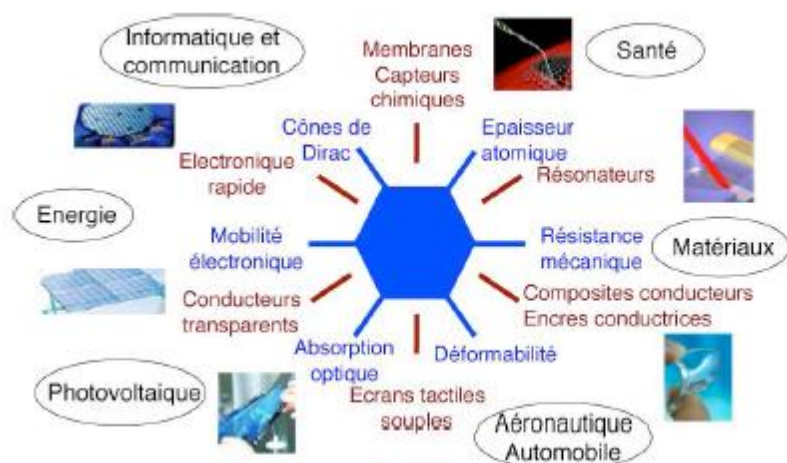 Informatique et
communication
Membranes
Capteurs
chimiques
Santé
Cônes de
Dirac
Epaisseur
atomique
Electronique
rapide
Résonateurs
Energie
Mobilité
électronique
Résistance
mécanique
Matériaux
Conducteurs
transparents
Composites conducteurs
Encres conductrices
Absorption
optique
Déformabilité
Photovoltaique
Ecrans tactiles
souples
Aéronautique
Automobile